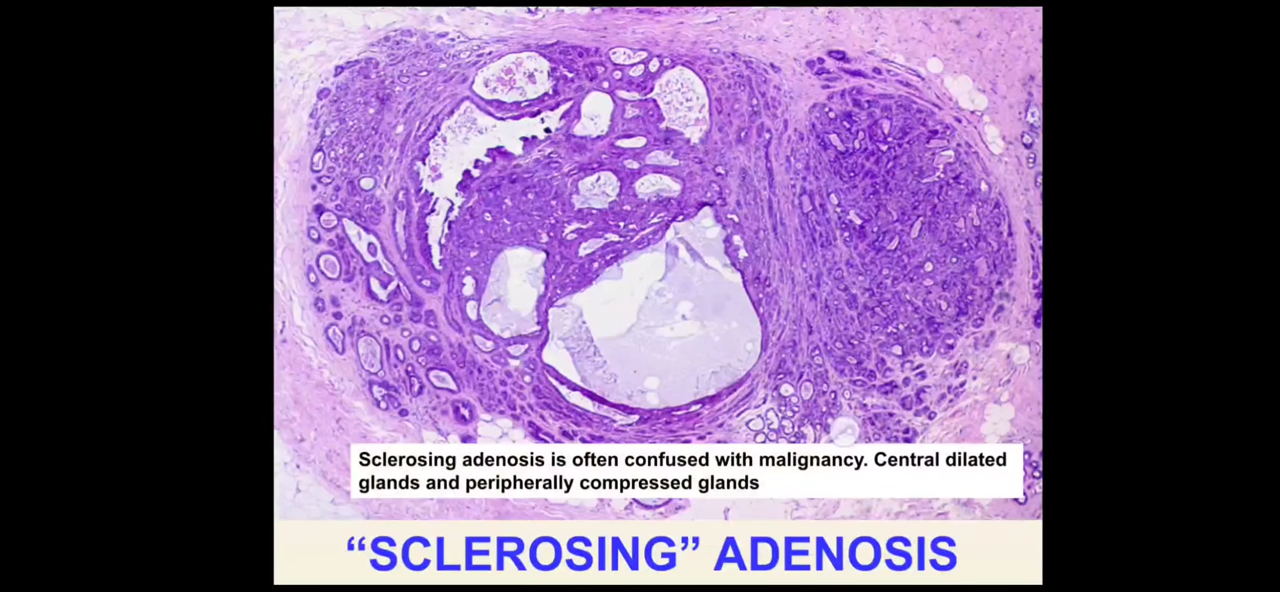 Sclerosing adenosis is often confused with malignancy. Central dilated
glands and peripherally compressed glands
“SCLEROSING” ADENOSIS